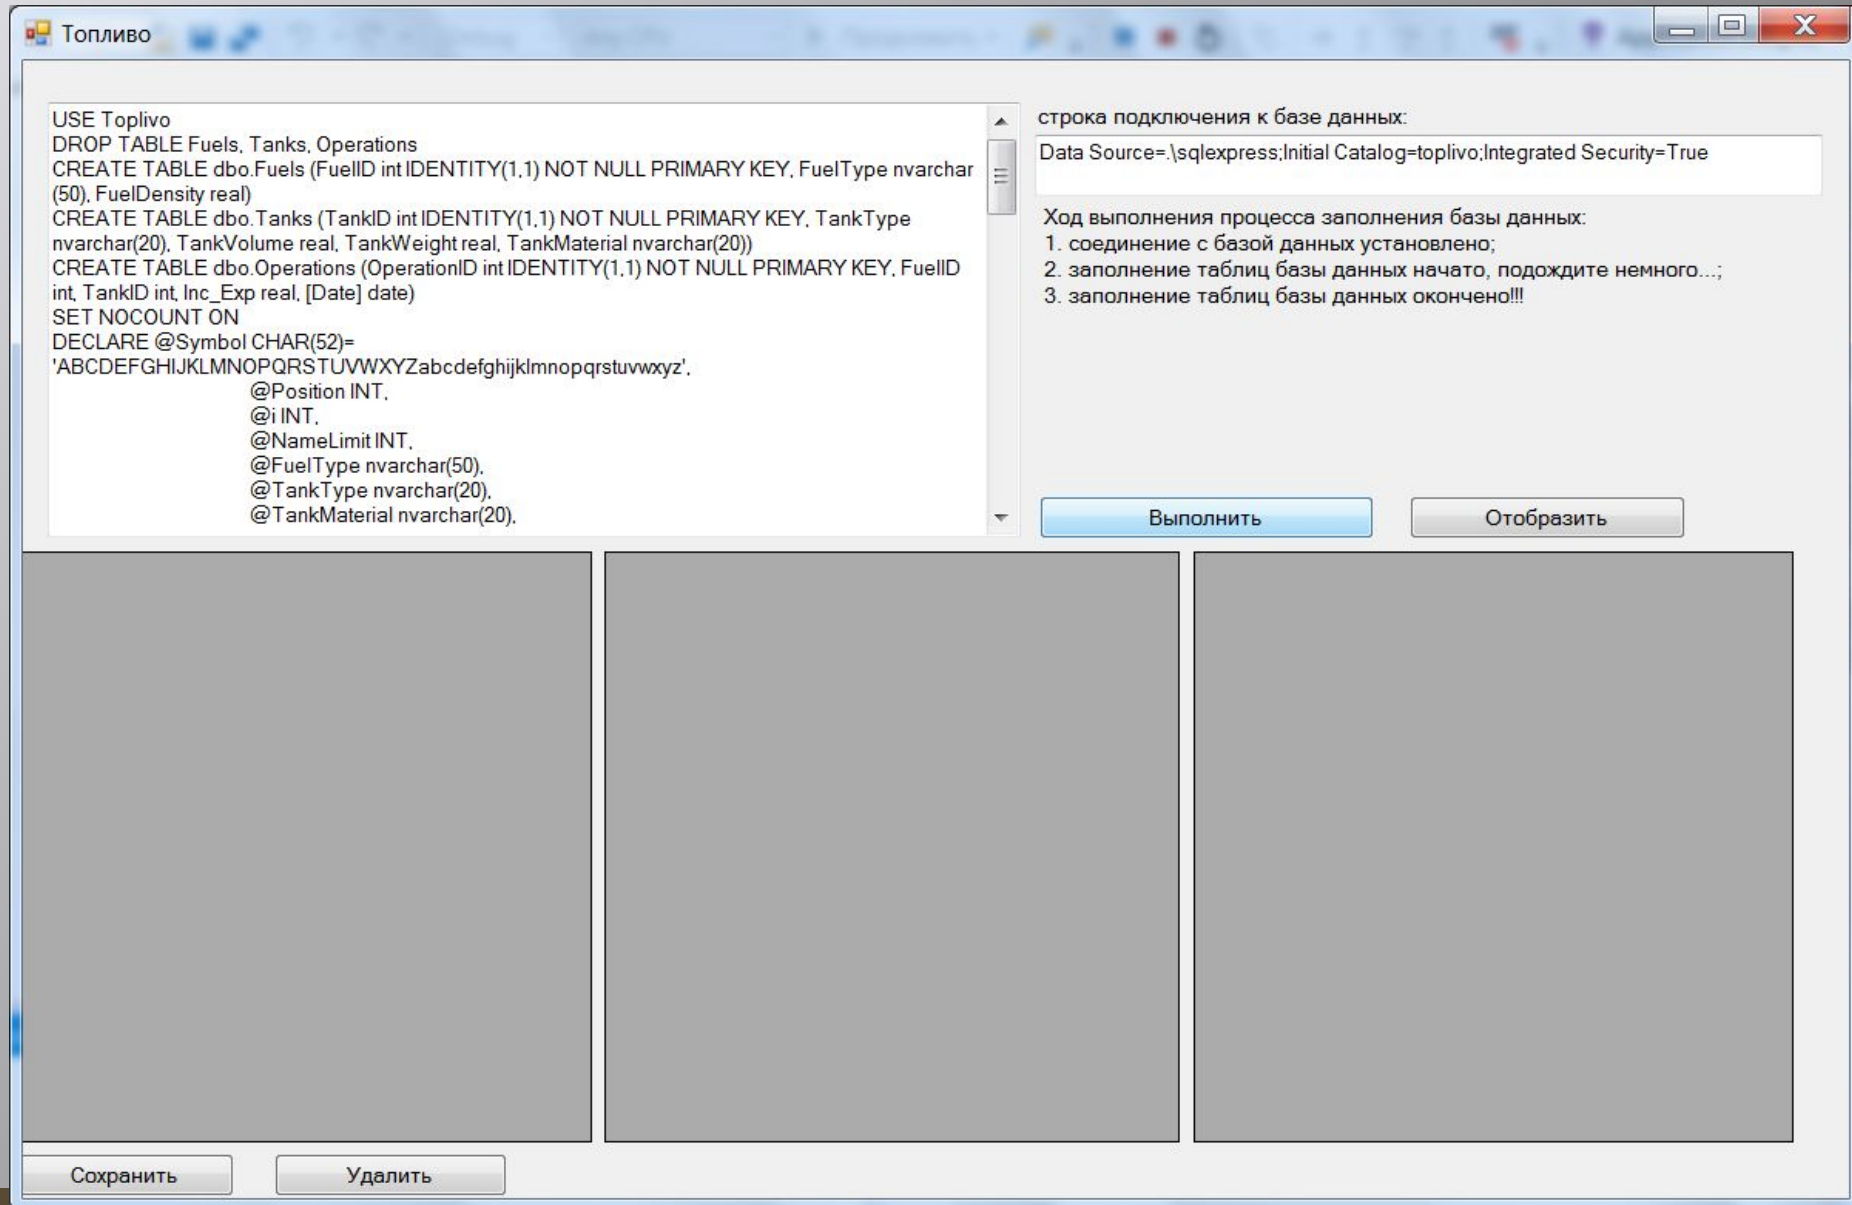 Топливо
USE Toplivo
DROP TABLE Fuels, Tanks, Operations
CREATE TABLE dbo.Fuels (FuelID int IDENTITY(1,1) NOT NULL PRIMARY KEY, FuelType nvarchar
(50), FuelDensity real)
CREATE TABLE dbo.Tanks (TankID int IDENTITY(1,1) NOT NULL PRIMARY KEY, TankType
nvarchar(20), TankVolume real, TankWeight real, TankMaterial nvarchar(20))
CREATE TABLE dbo.Operations (OperationID int IDENTITY(1,1) NOT NULL PRIMARY KEY, FuelID
int, TankID int, Inc_Exp real, [Date] date)
SET NOCOUNT ON
DECLARE @Symbol CHAR(52)=
'ABCDEFGHIJKLMNOPQRSTUVWXYZabcdefghijklmnopqrstuvwxyz',
@Position INT,
@i INT,
@NameLimit INT,
@FuelType nvarchar(50),
@TankType nvarchar(20),
@TankMaterial nvarchar(20),
строка подключения к базе данных:
Data Source=.\sqlexpress;Initial Catalog=toplivo;Integrated Security=True
Ход выполнения процесса заполнения базы данных:
1. соединение с базой данных установлено;
2. заполнение таблиц базы данных начато, подождите немного...;
3. заполнение таблиц базы данных окончено!!!
Выполнить
Отобразить
Сохранить
Удалить